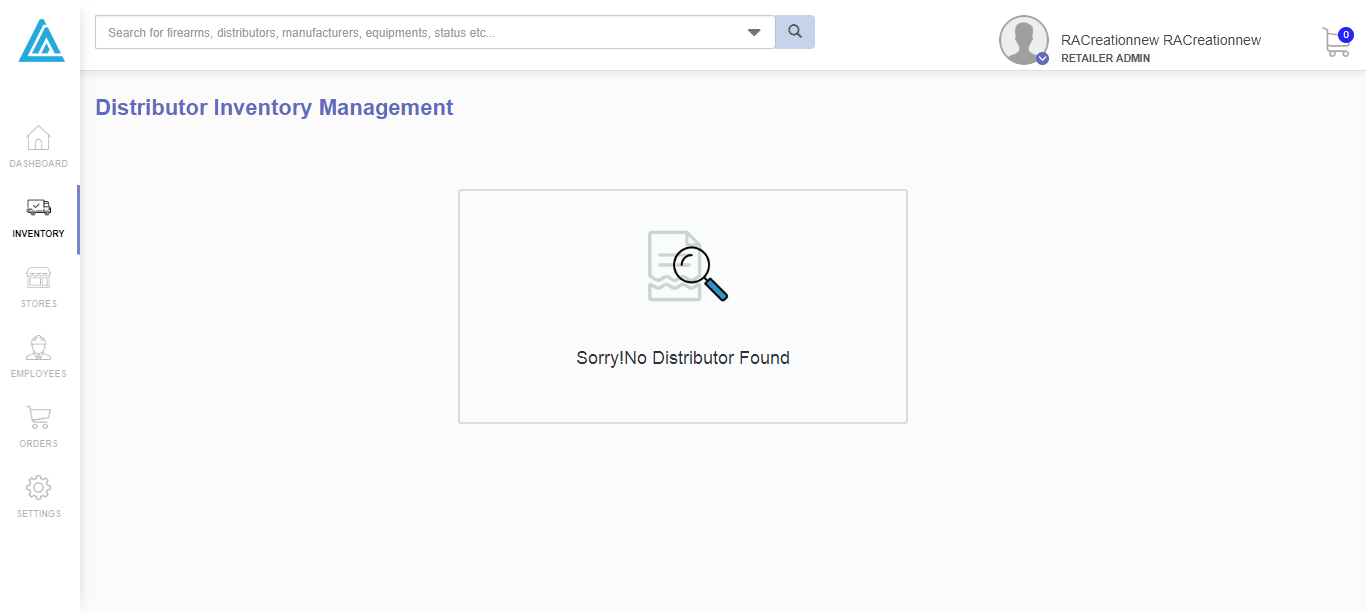 Search for firearms, distributors, manufacturers, equipments, status etc...
RACreationnew RACreationnew
RETAILER ADMIN
0
Distributor Inventory Management
DASHBOARD
INVENTORY
STORES
EMPLOYEES
ORDERS
SETTINGS
Sorry!No Distributor Found